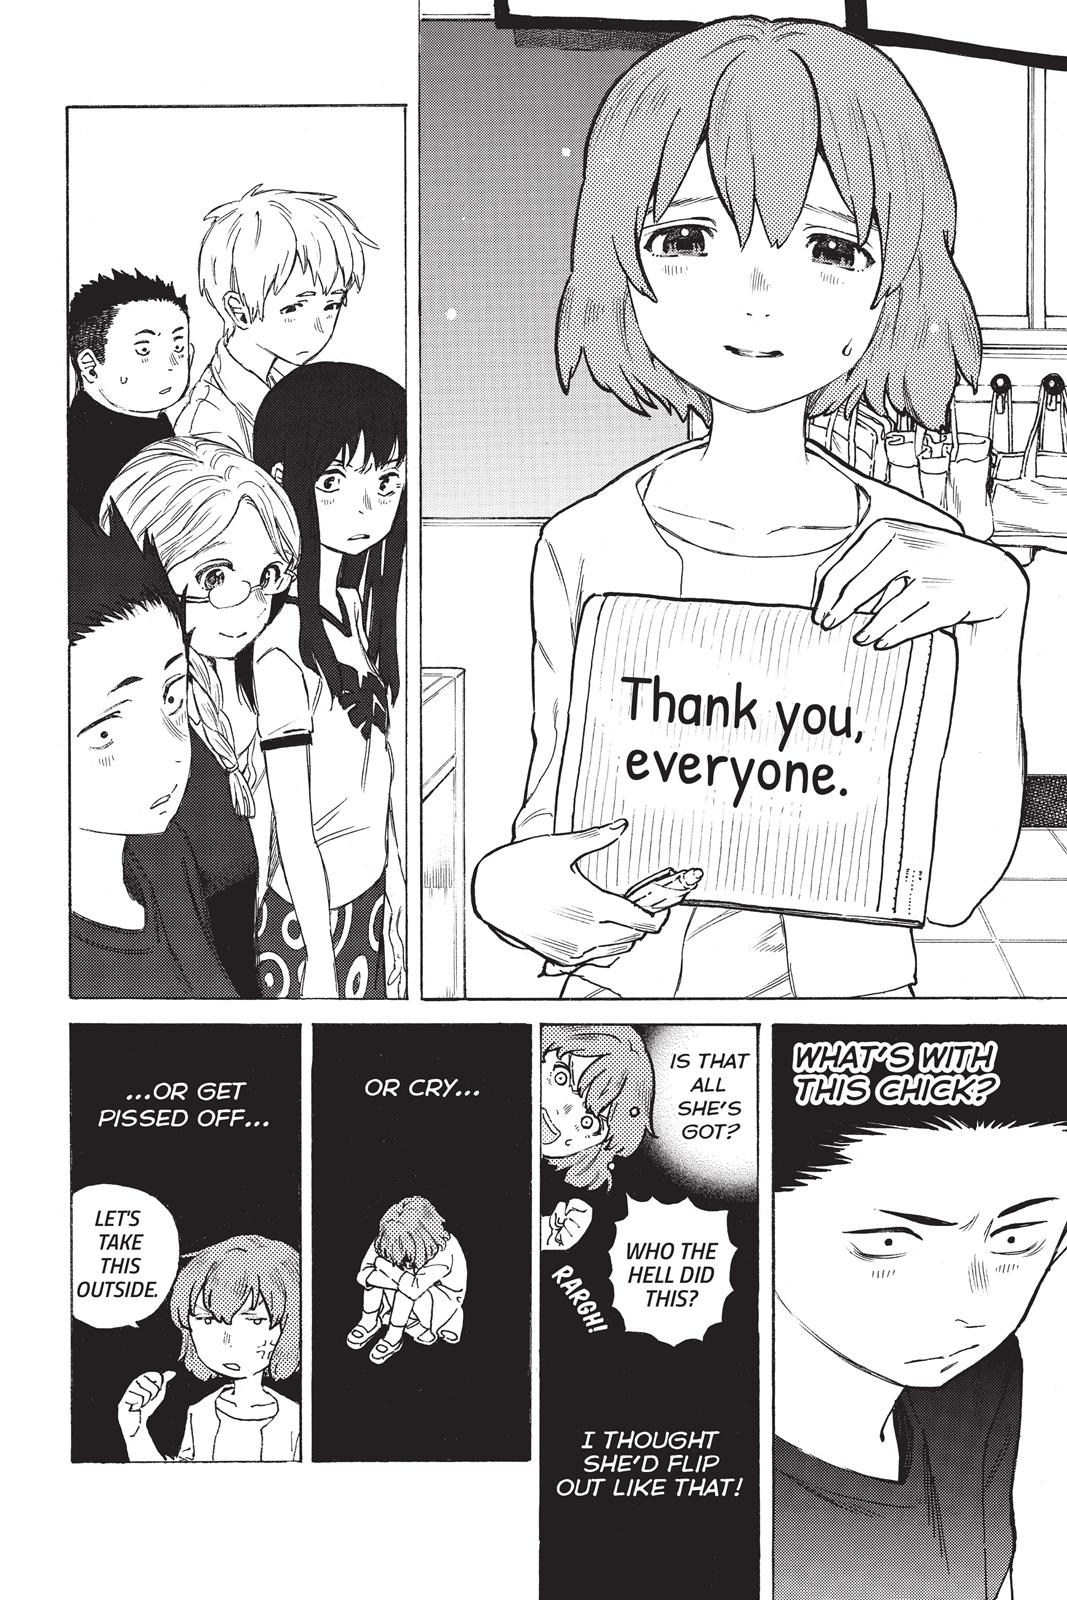 Thank you,
everyone.
WHAT'S WITH
THIS CHICK?
IS THAT
ALL
SHE'S
GOT?
WHO THE
HELL DID
THIS?
RARGH!
I THOUGHT
SHE'D FLIP
OUT LIKE THAT!
OR CRY...
...OR GET
PISSED OFF...
LET'S
TAKE
THIS
OUTSIDE.